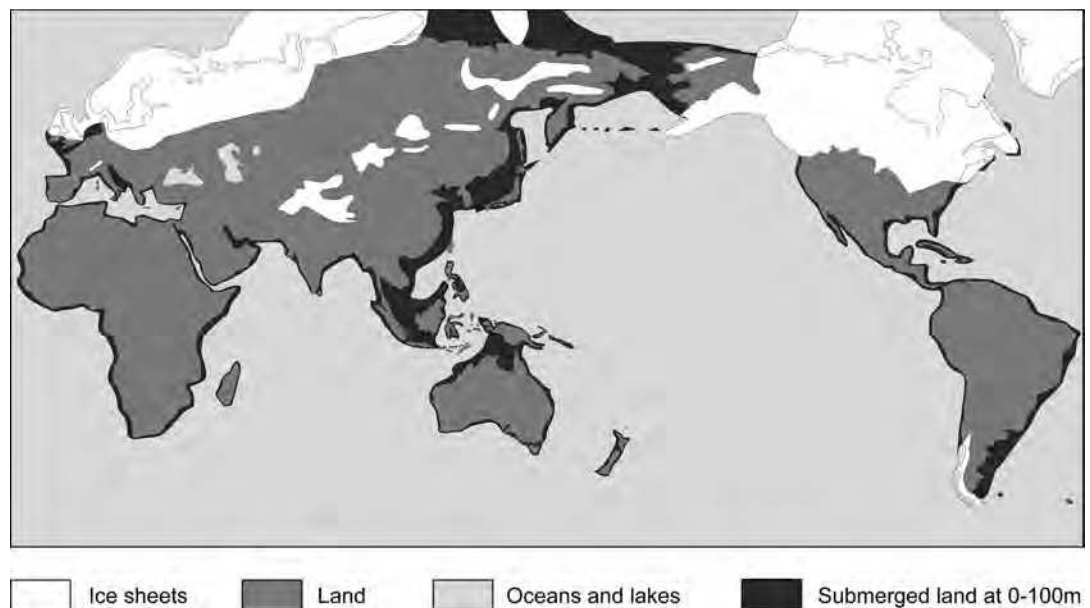 Ice sheets
Land
Oceans and lakes
Submerged land at 0-100m